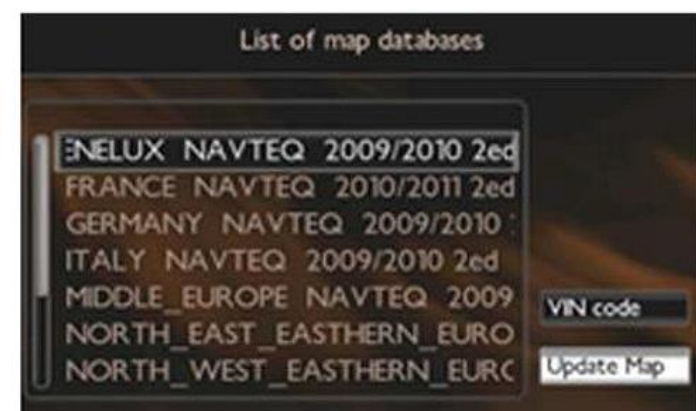 List of map databases
ENELUX NAVTEQ 2009/2010 2ed
FRANCE NAVTEQ 2010/2011 2ed
GERMANY NAVTEQ 2009/2010
ITALY NAVTEQ 2009/2010 2ed
MIDDLE_EUROPE NAVTEQ 2009
NORTH_EAST_EASTHERN_EURO
NORTH_WEST_EASTHERN_EURC
VIN code
Update Map